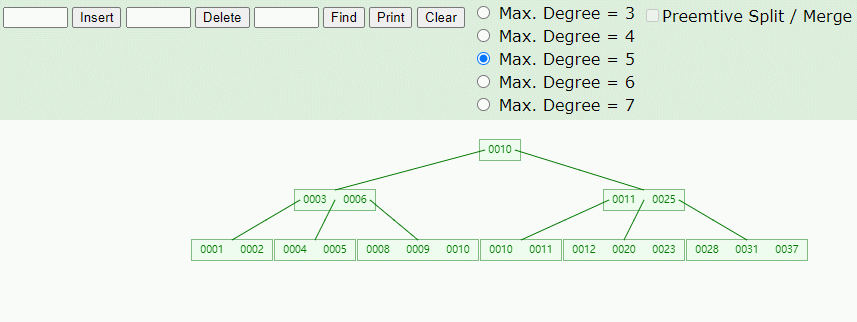 Insert Delete Find Print Clear
Max. Degree = 3
Max. Degree = 4
Max. Degree = 5
Max. Degree = 6
Max. Degree = 7
Preemtive Split / Merge
0010
0003 0006 0011 0025
0001 0002 0004 0005 0008 0009 0010 0010 0011 0012 0020 0023 0028 0031 0037